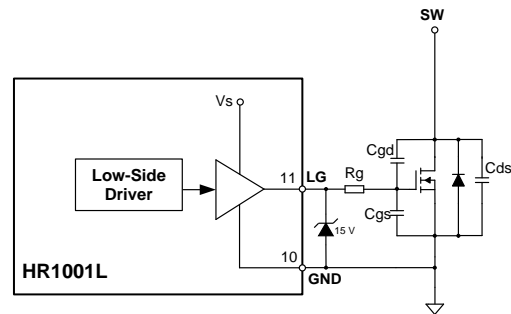 SW
Vs
Low-Side
Driver
11
LG
Rg
Cgd
Cds
Cgs
15 V
10
GND
HR1001L